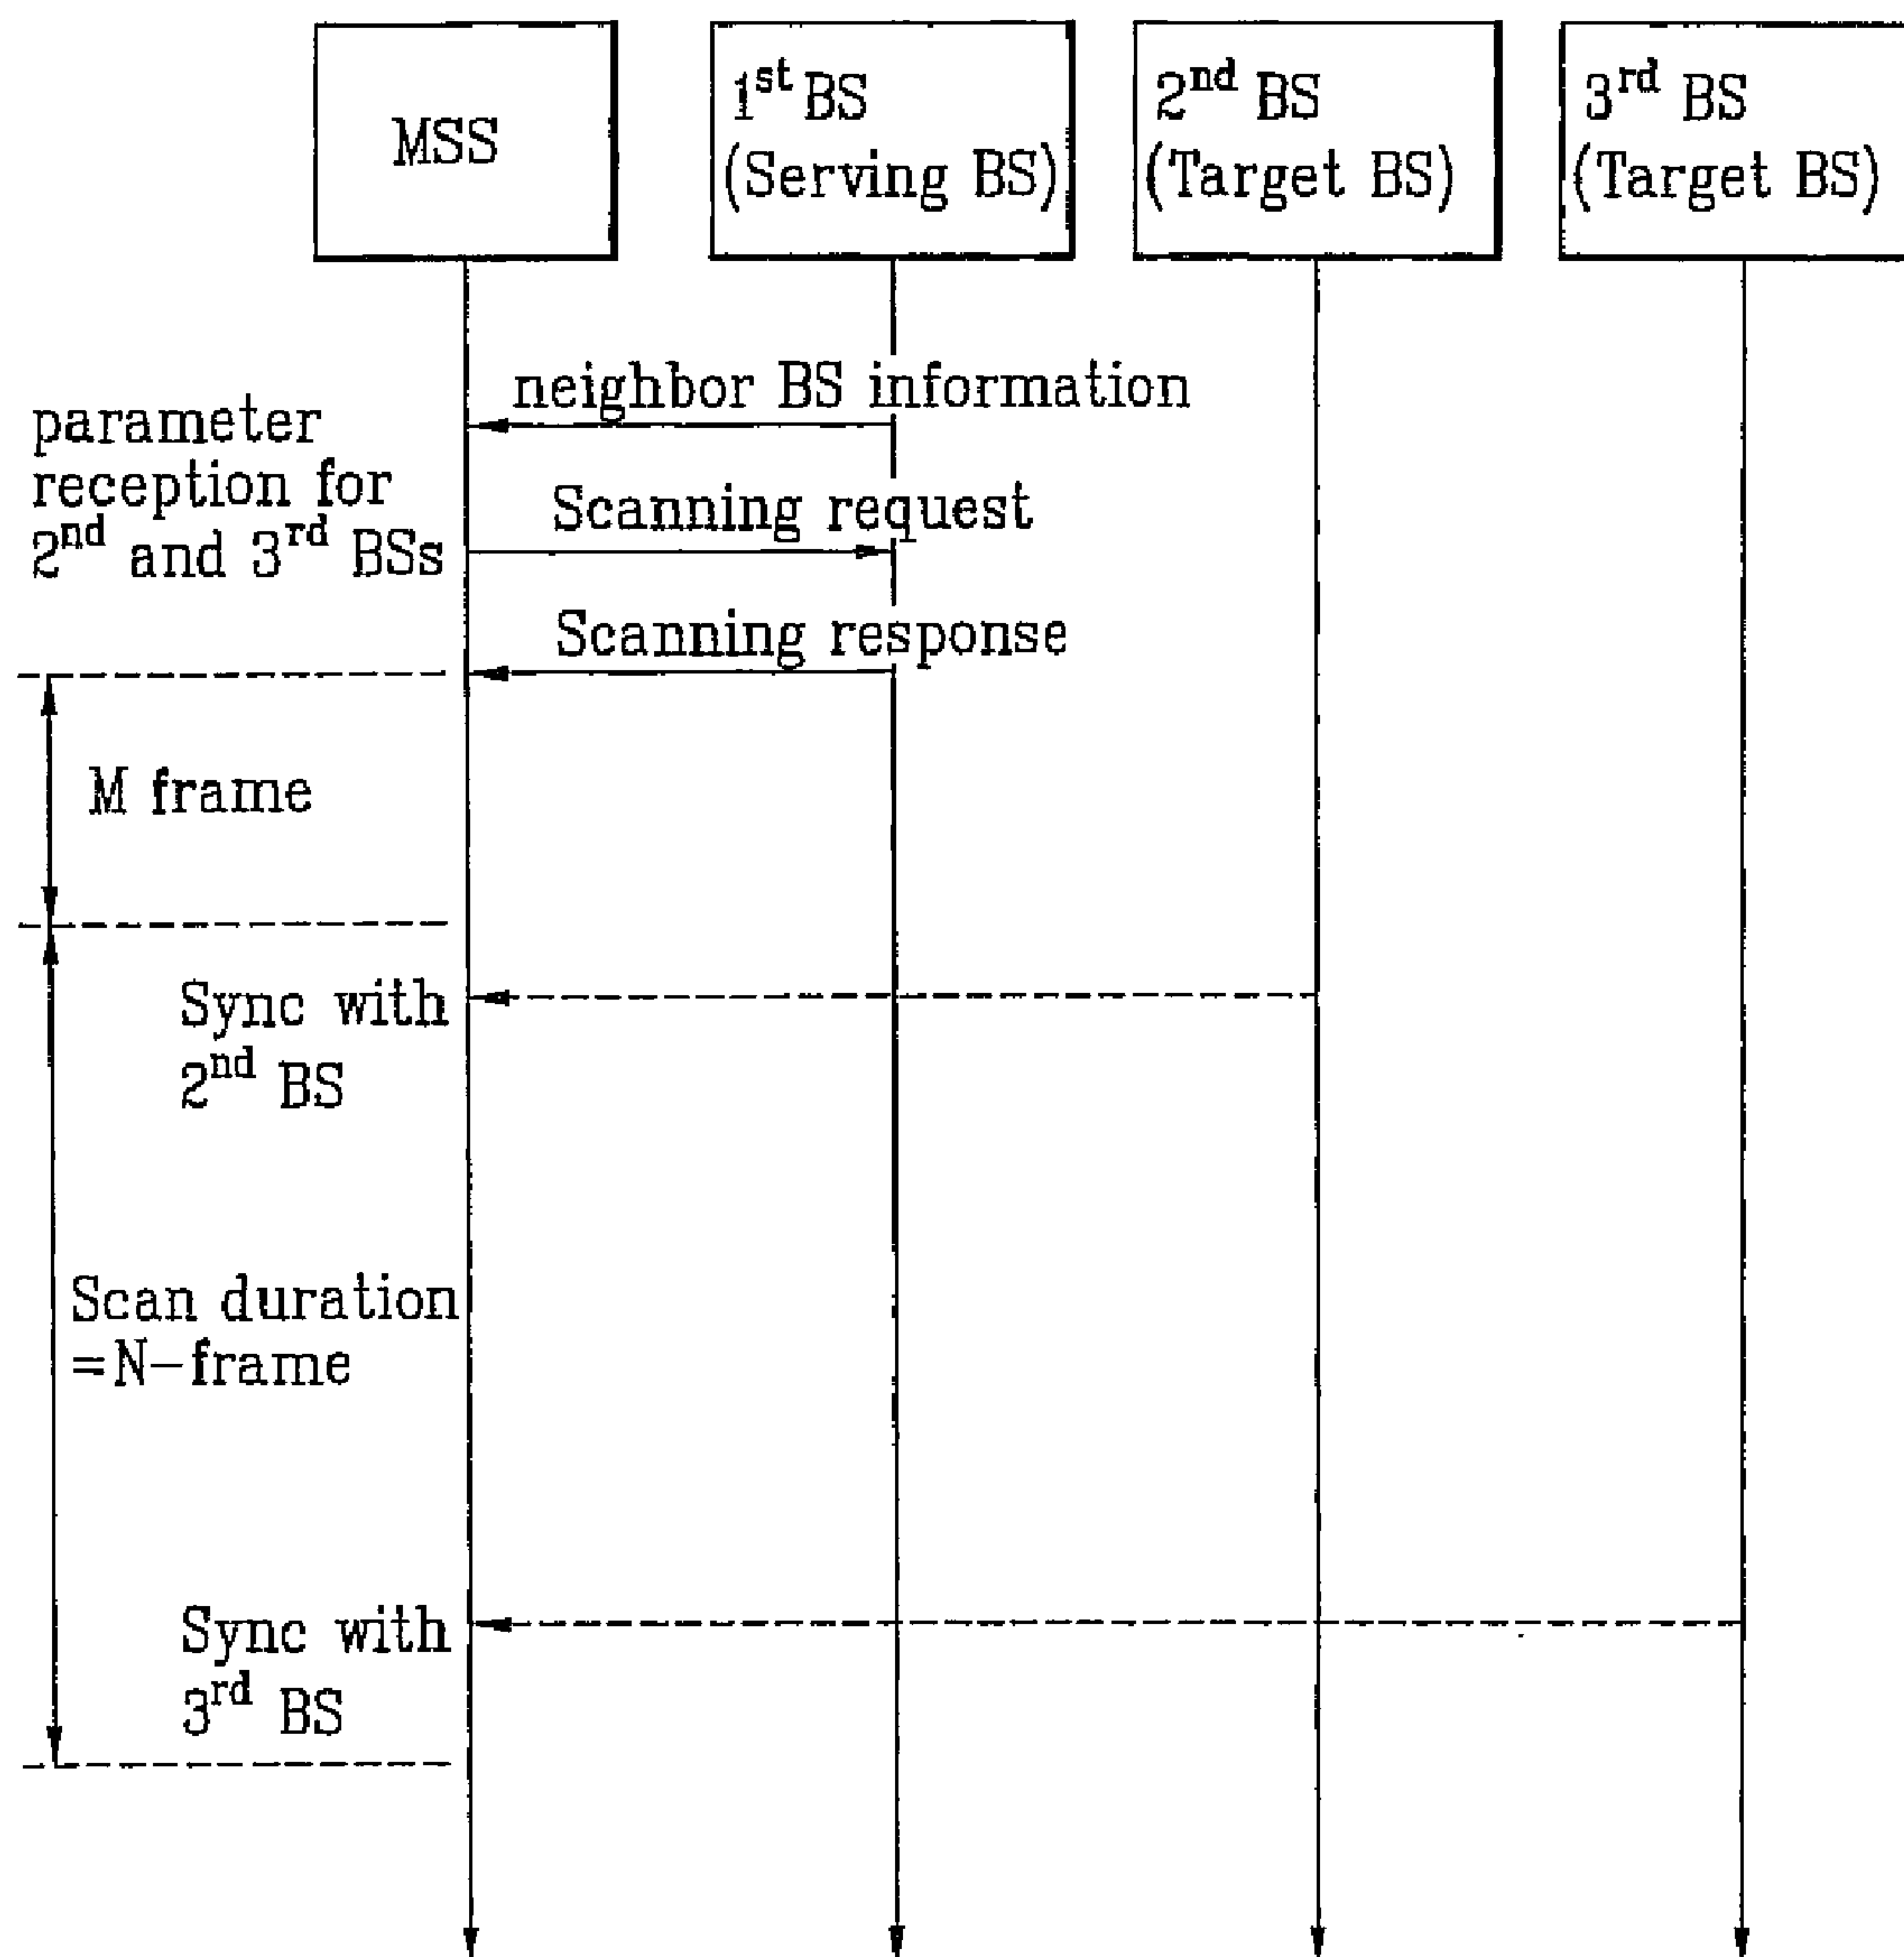 MSS
1st BS
(Serving BS)
2nd BS
(Target BS)
3rd BS
(Target BS)
neighbor BS information
parameter
reception for
2nd and 3rd BSs
Scanning request
Scanning response
M frame
Sync with
2nd BS
Scan duration
=N-frame
Sync with
3rd BS